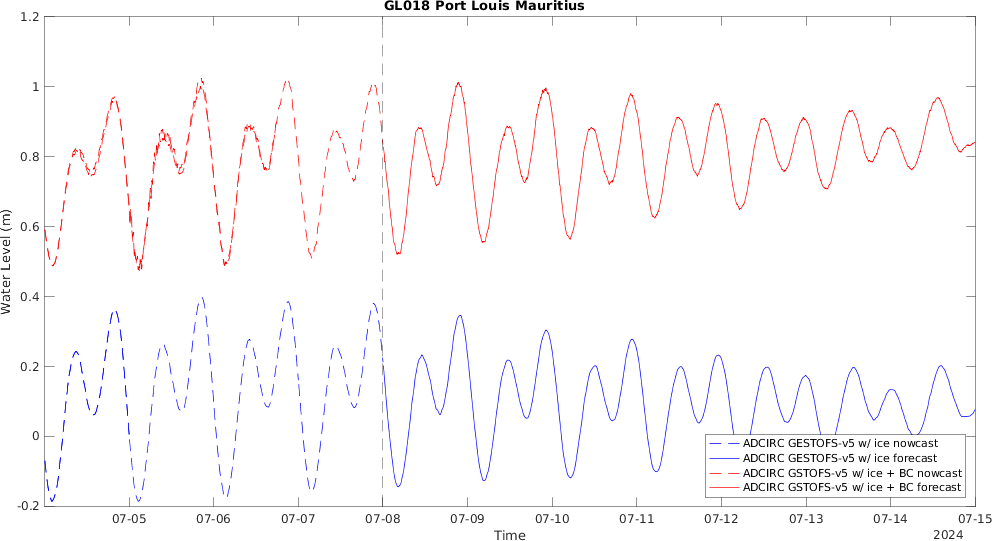 GL018 Port Louis Mauritius
1.2
1
0.8
0.6
0.4
0.2
0
-0.2
Water Level (m)
ADCIRC GESTOFS-v5 w/ ice nowcast
ADCIRC GESTOFS-v5 w/ ice forecast
ADCIRC GSTOFS-v5 w/ ice + BC nowcast
ADCIRC GSTOFS-v5 w/ ice + BC forecast
07-05 07-06 07-07 07-08 07-09 07-10 07-11 07-12 07-13 07-14 07-15
Time
2024